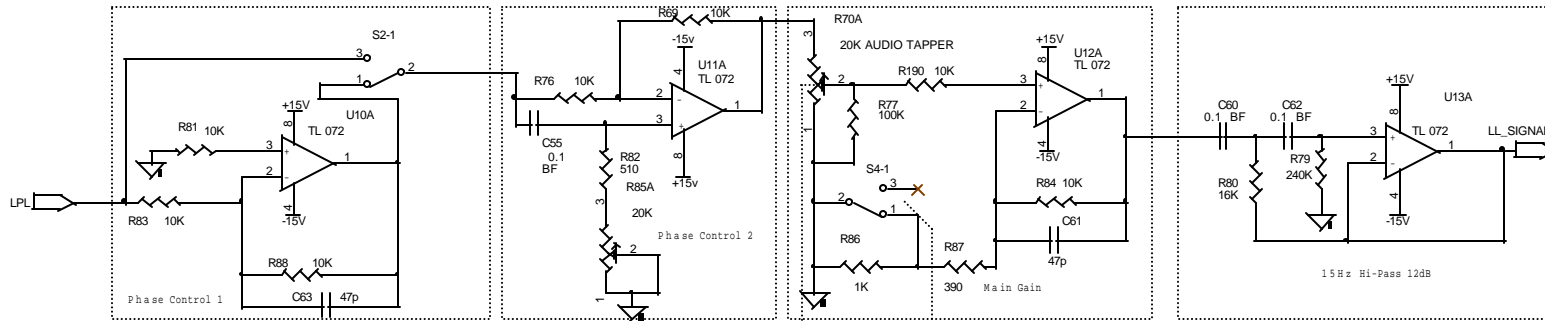 LPL
S2-1
3
1
2
U10A
+15V
8
TL 072
R81 10K
3
+
2
−
1
4
-15V
R83 10K
R88 10K
C63 47p
Phase Control 1
R69 10K
-15v
4
U11A
TL 072
R76 10K
2
−
3
+
1
8
+15v
C55
0.1
BF
R82
510
R85A
20K
3
2
1
Phase Control 2
R70A
3
20K AUDIO TAPPER
2
1
R190 10K
R77
100K
+15V
8
U12A
TL 072
3
+
2
−
1
4
-15V
S4-1
3
2
1
R84 10K
C61
47p
R86
1K
R87
390
Main Gain
C60
0.1 BF
C62
0.1 BF
R80
16K
R79
240K
+15V
8
U13A
TL 072
3
+
2
−
1
4
-15V
LL_SIGNAL
15Hz Hi-Pass 12dB